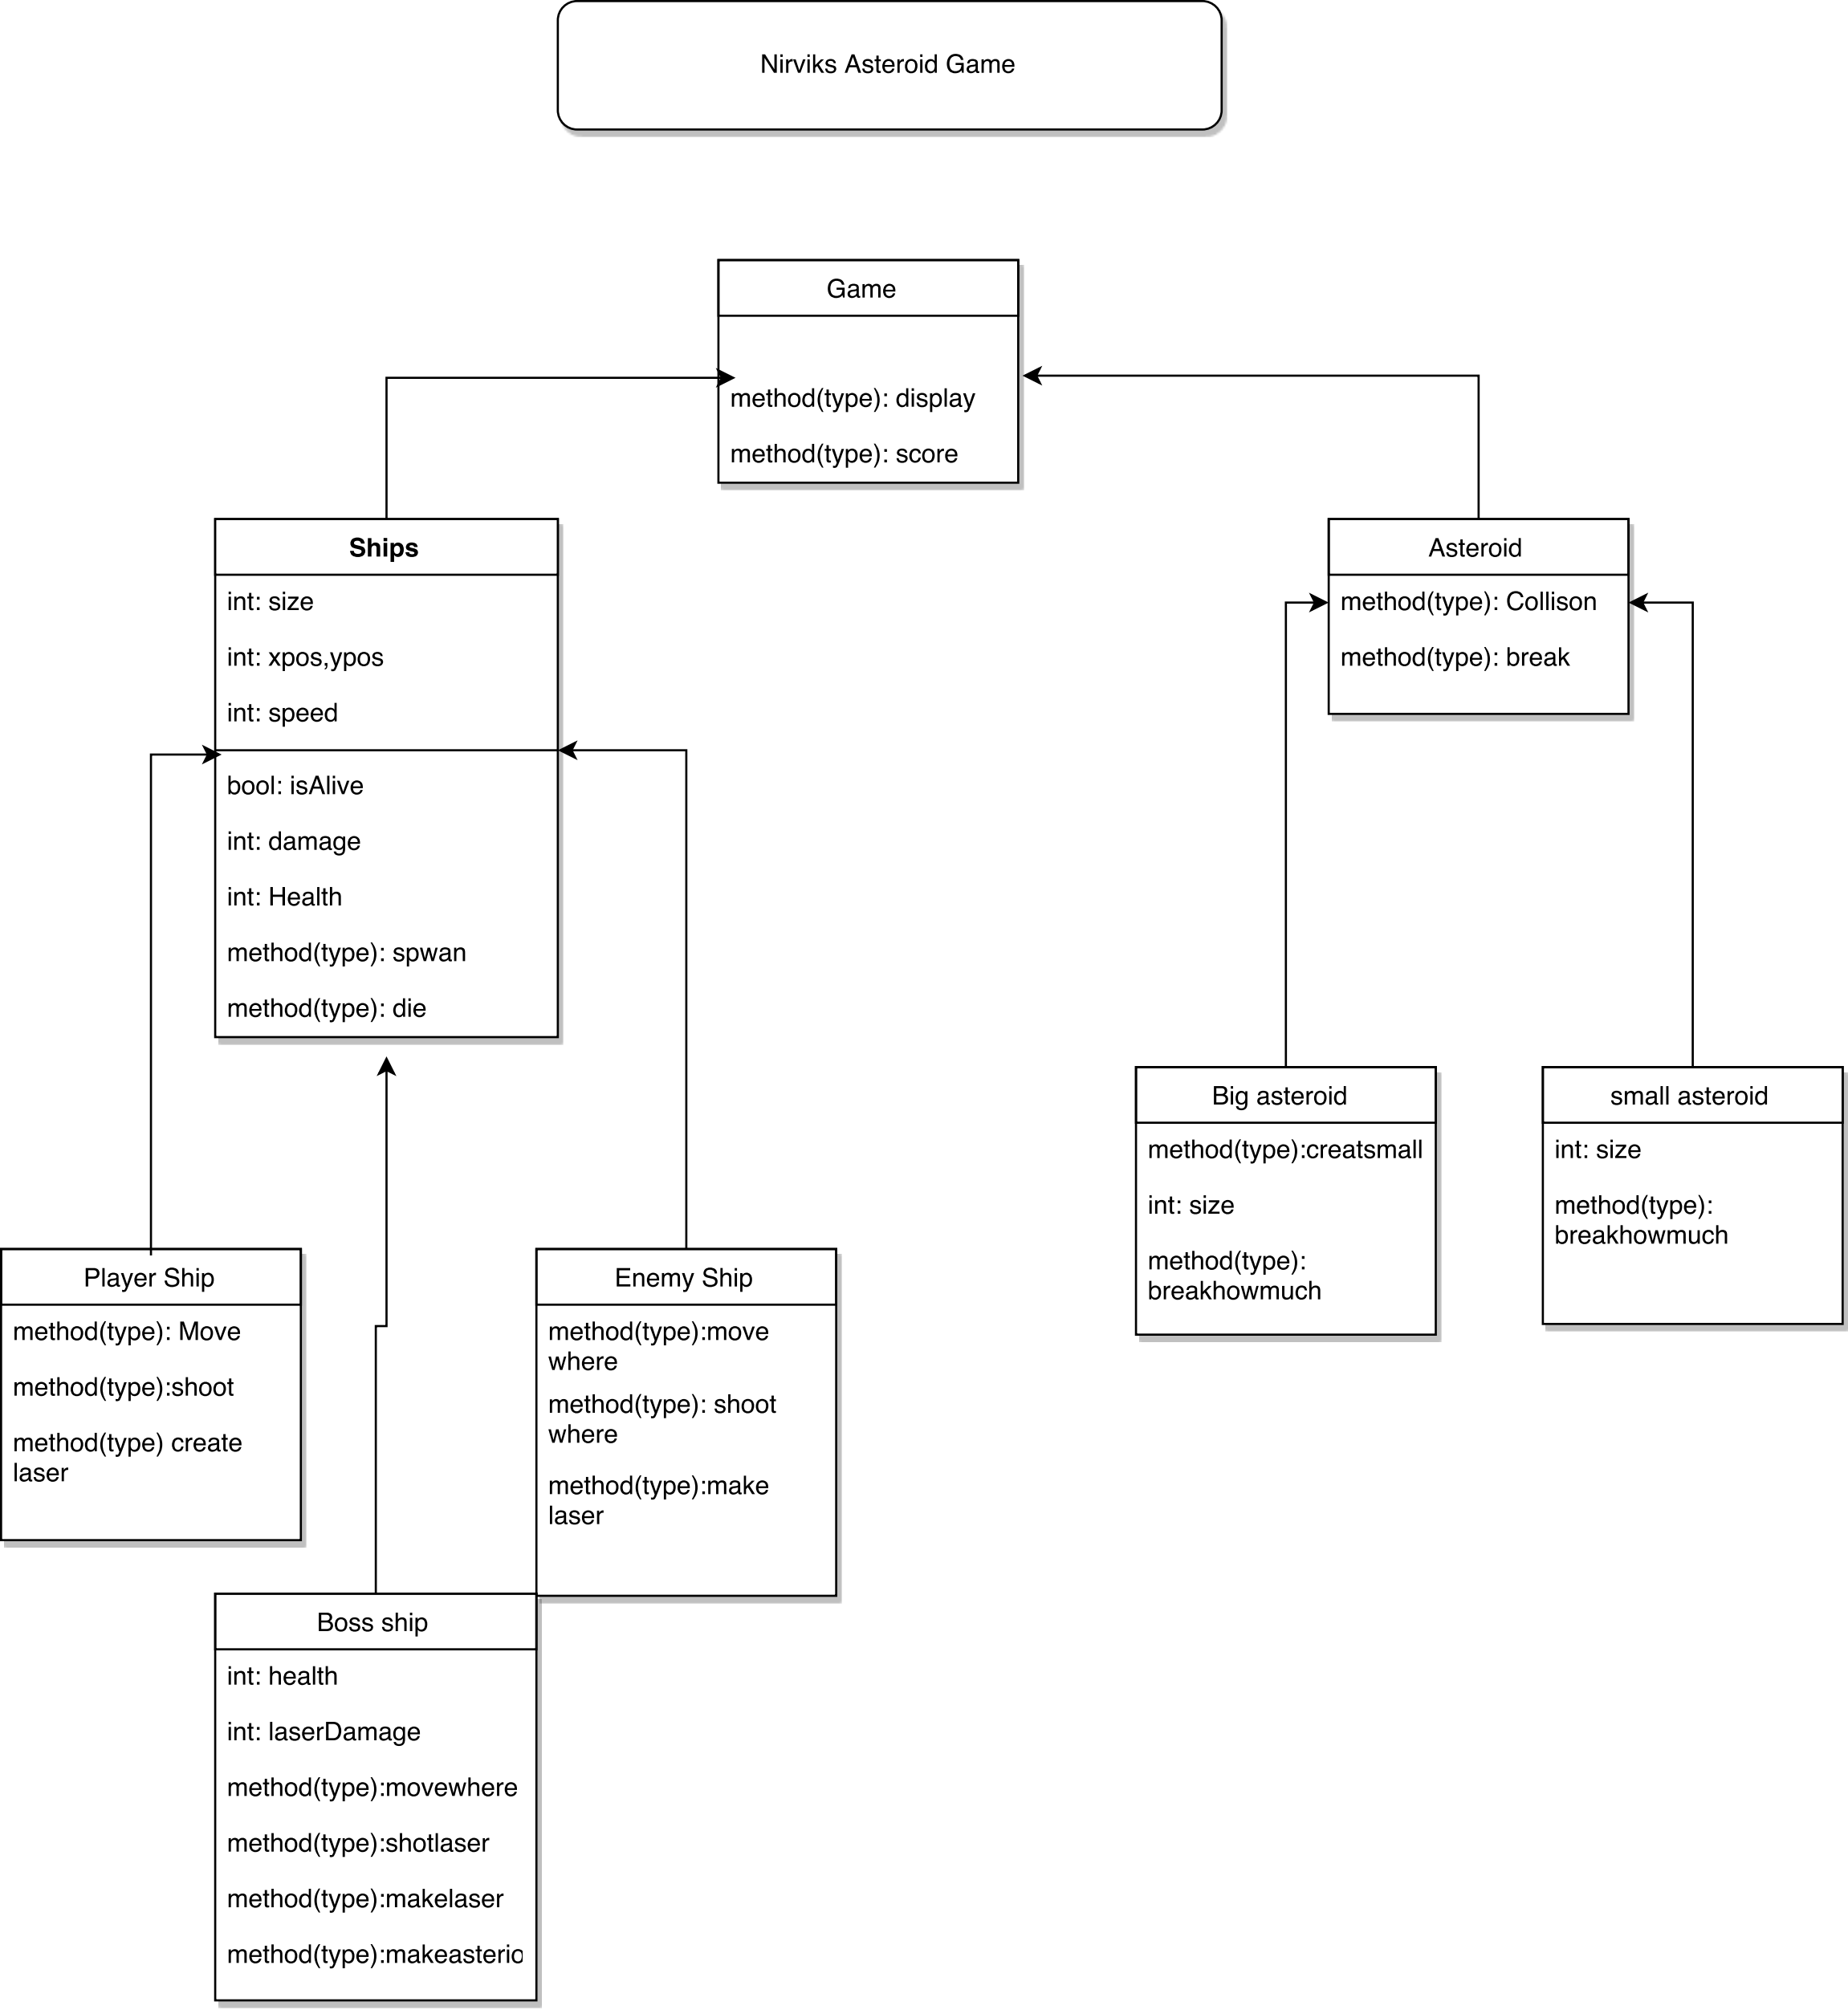 Nirviks Asteroid Game
Game
method(type): display
method(type): score
Ships
int: size
int: xpos,ypos
int: speed
bool: isAlive
int: damage
int: Health
method(type): spwan
method(type): die
Asteroid
method(type): Collison
method(type): break
Big asteroid
method(type):creatsmall
int: size
method(type):
breakhowmuch
small asteroid
int: size
method(type):
breakhowmuch
Player Ship
method(type): Move
method(type):shoot
method(type) create
laser
Enemy Ship
method(type):move
where
method(type): shoot
where
method(type):make
laser
Boss ship
int: health
int: laserDamage
method(type):movewhere
method(type):shotlaser
method(type):makelaser
method(type):makeasterio